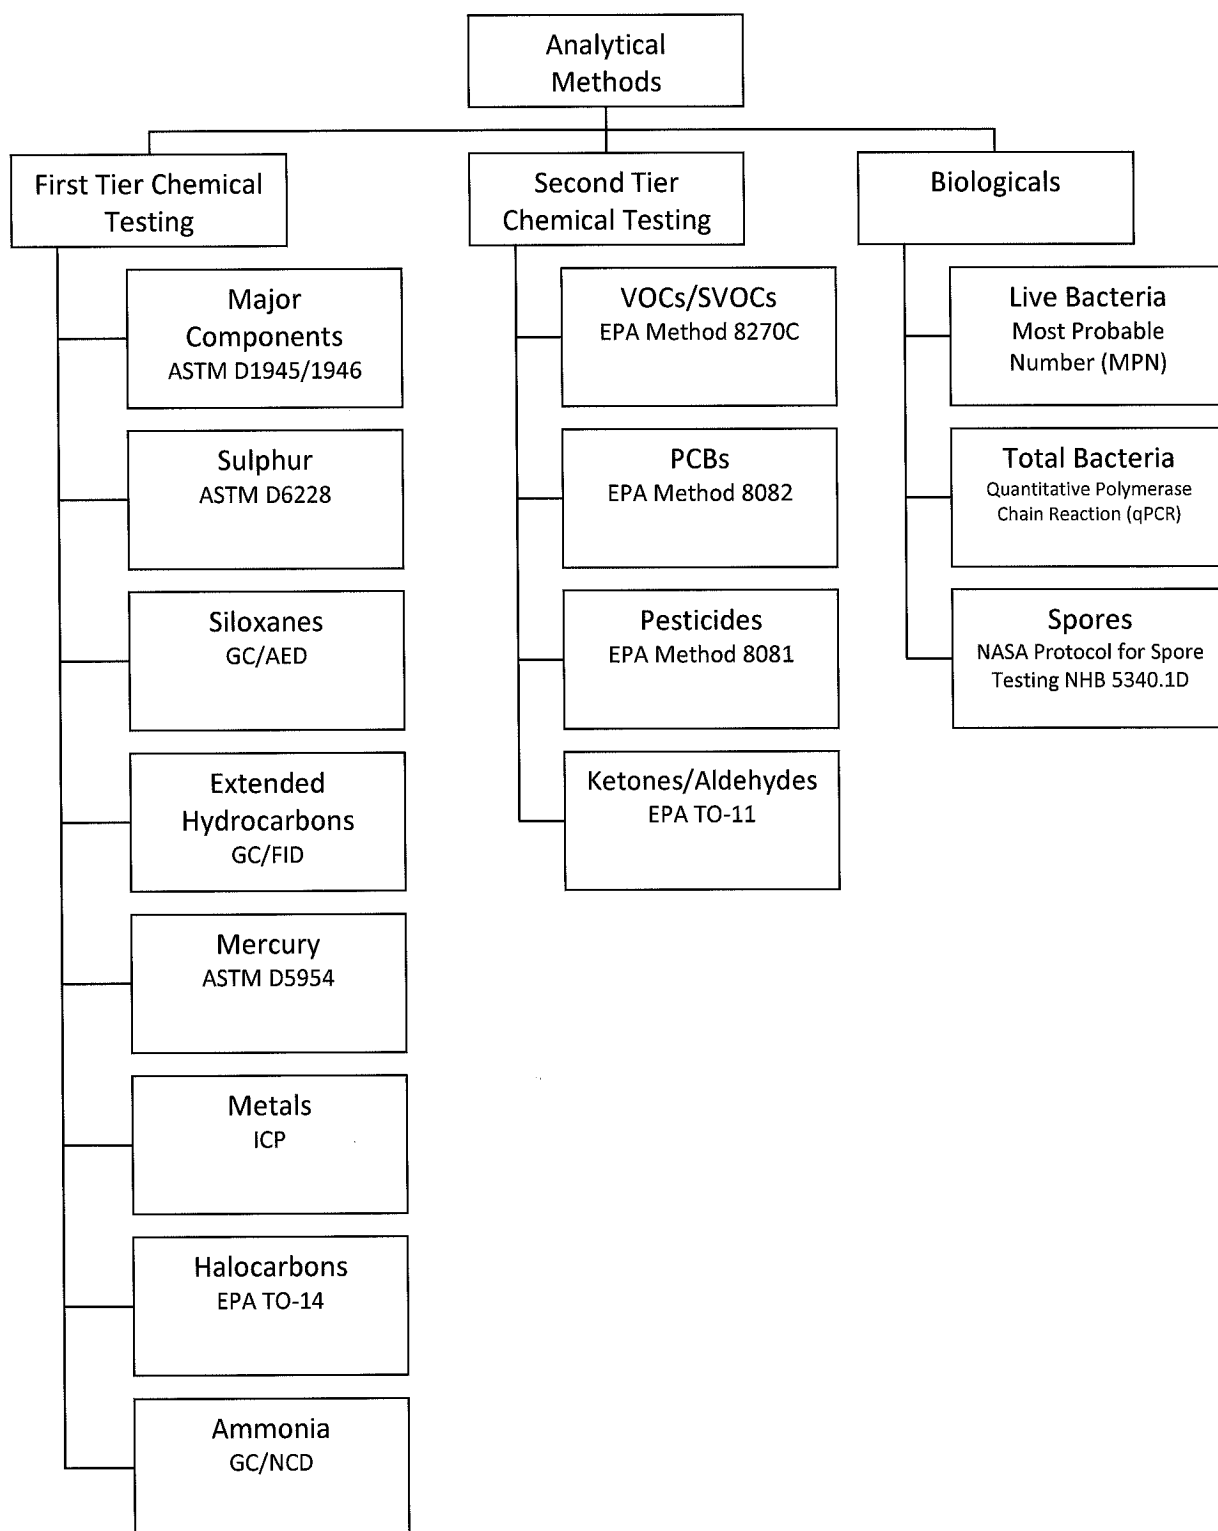 Analytical
Methods
First Tier Chemical
Testing
Major
Components
ASTM D1945/1946
Sulphur
ASTM D6228
Siloxanes
GC/AED
Extended
Hydrocarbons
GC/FID
Mercury
ASTM D5954
Metals
ICP
Halocarbons
EPA TO-14
Ammonia
GC/NCD
Second Tier
Chemical Testing
VOCs/SVOCs
EPA Method 8270C
PCBs
EPA Method 8082
Pesticides
EPA Method 8081
Ketones/Aldehydes
EPA TO-11
Biologicals
Live Bacteria
Most Probable
Number (MPN)
Total Bacteria
Quantitative Polymerase
Chain Reaction (qPCR)
Spores
NASA Protocol for Spore
Testing NHB 5340.1D